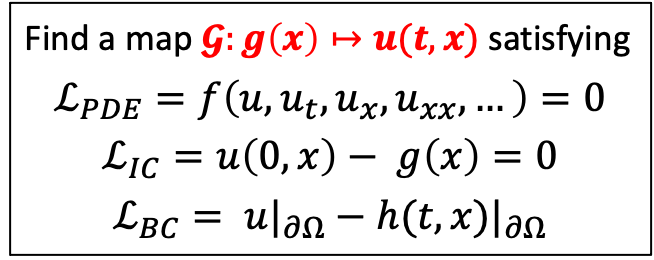 Find a map 𝓖: g(x) ↦ u(t, x) satisfying
ℒ_PDE = f(u, u_t, u_x, u_xx, … ) = 0
ℒ_IC = u(0, x) − g(x) = 0
ℒ_BC = u|_∂Ω − h(t, x)|_∂Ω